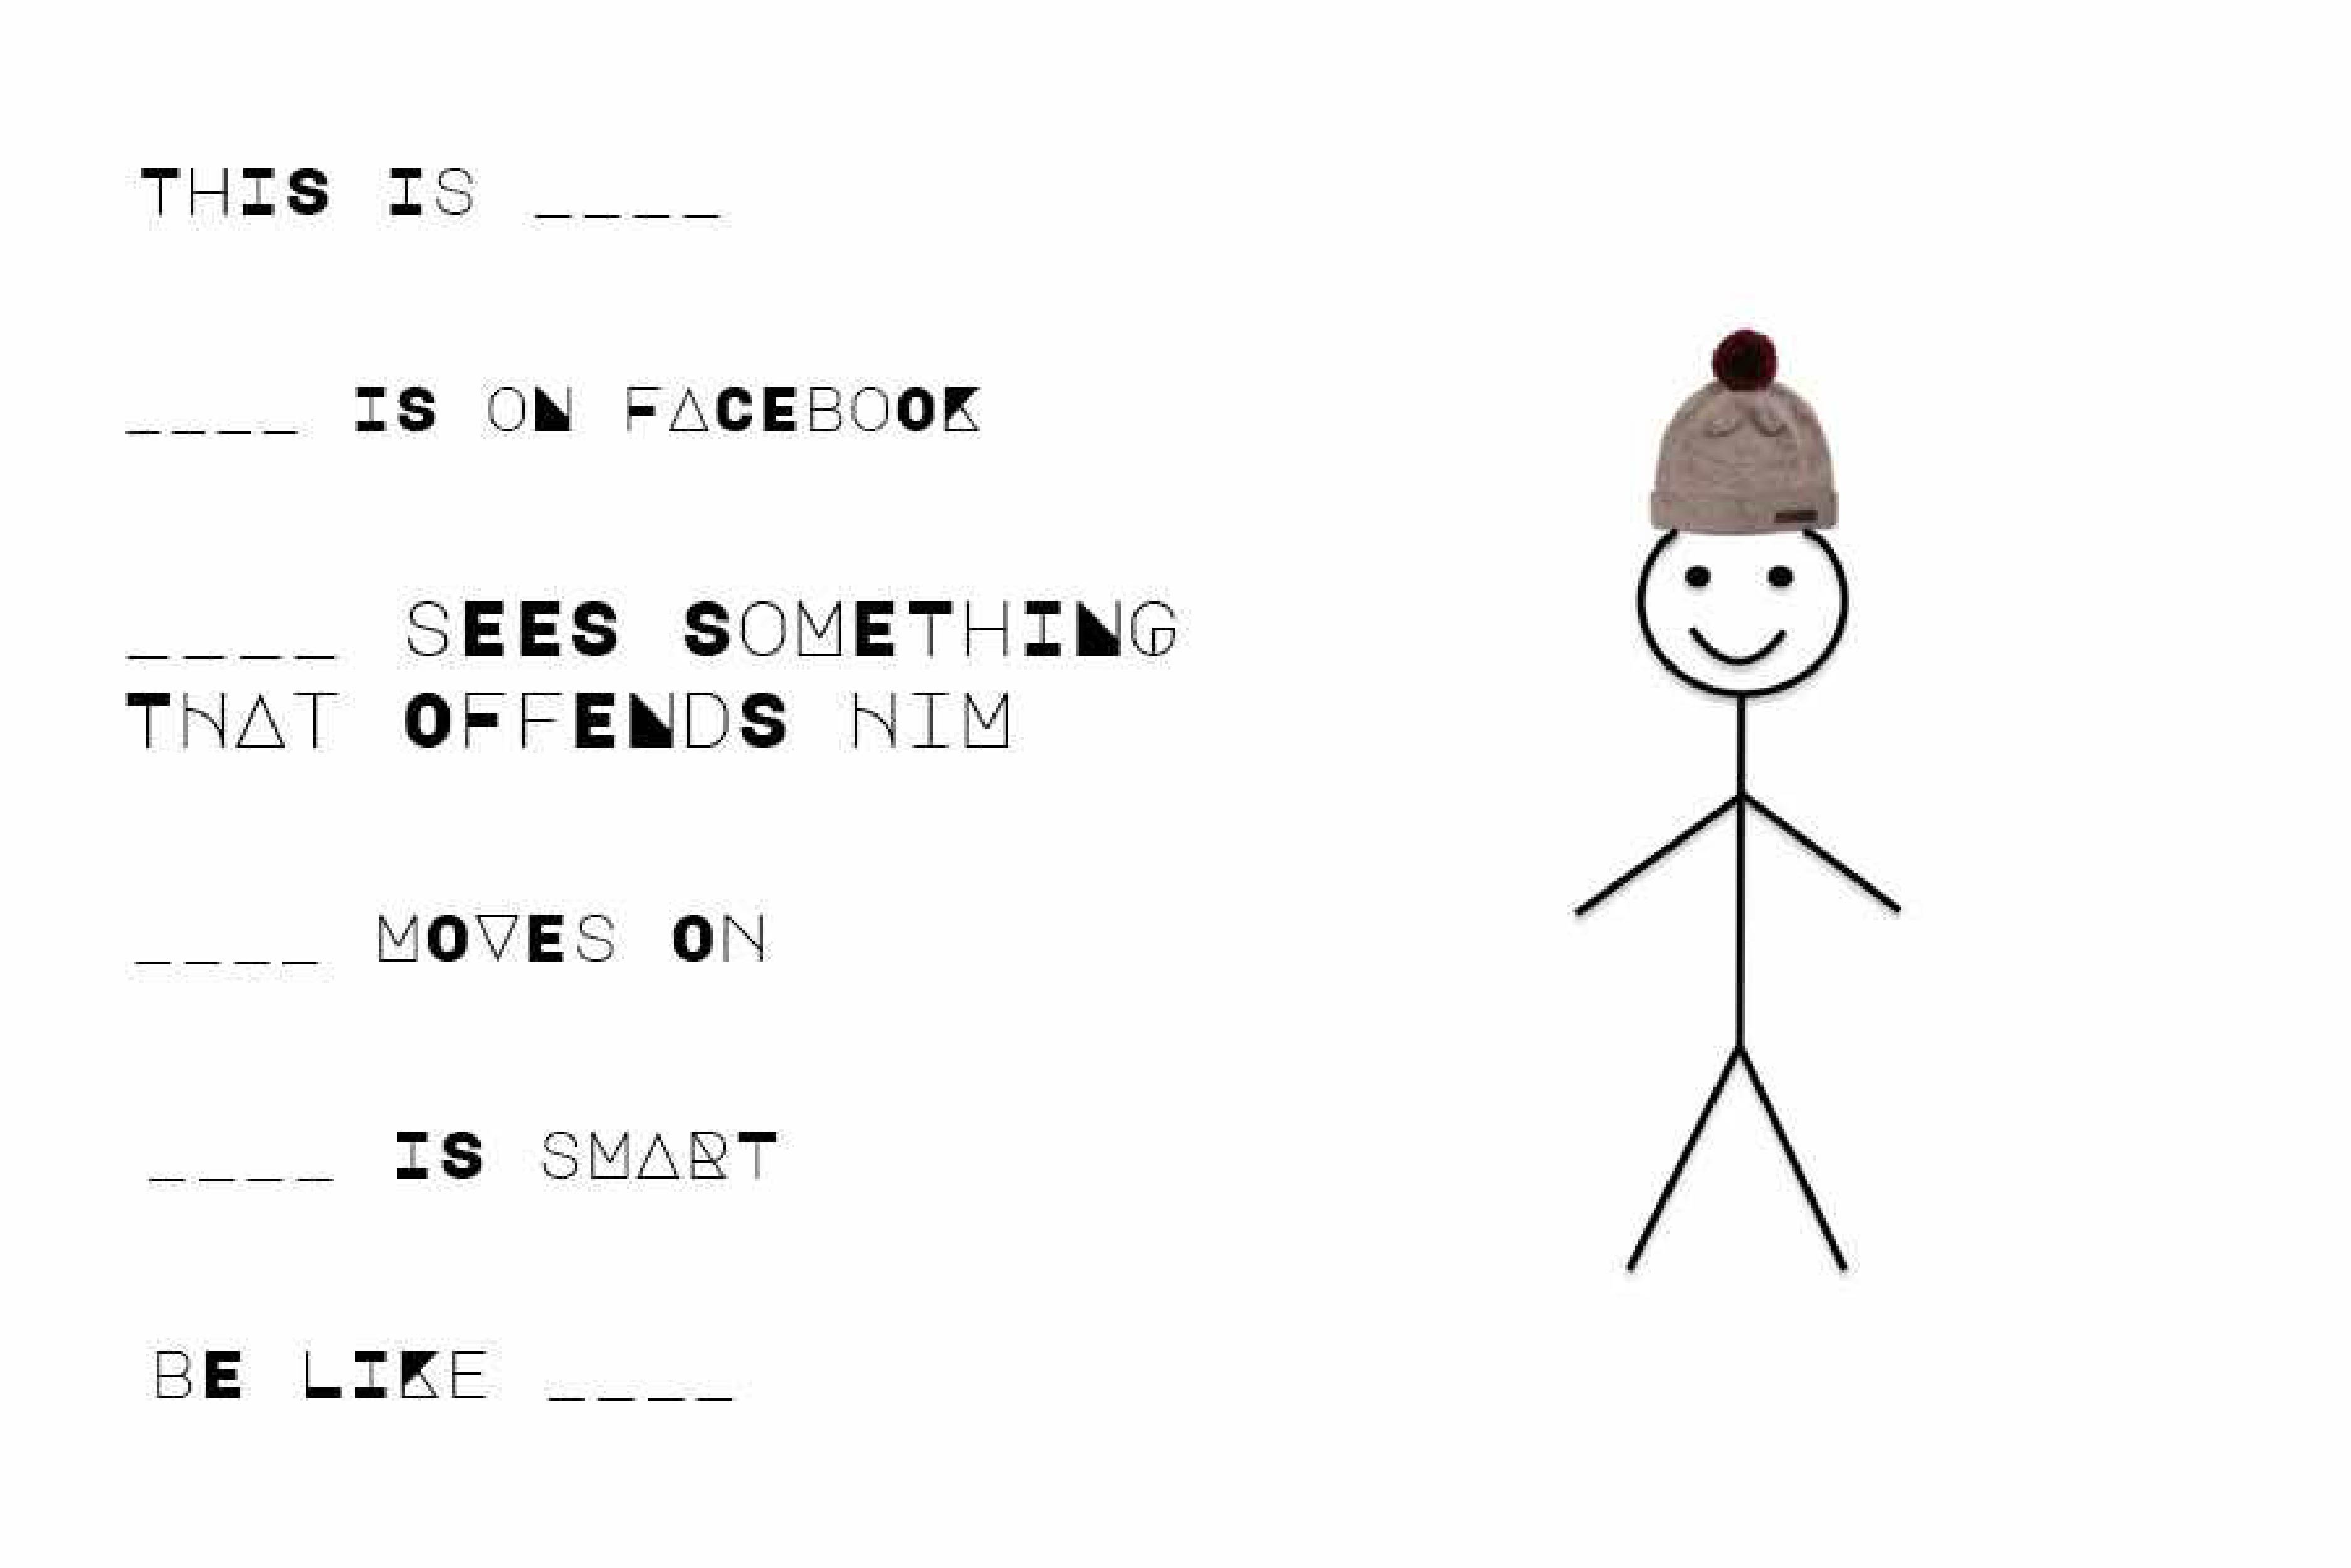 THIS IS ____
____ IS ON FACEBOOK
____ SEES SOMETHING
THAT OFFENDS HIM
____ MOVES ON
____ IS SMART
BE LIKE ____